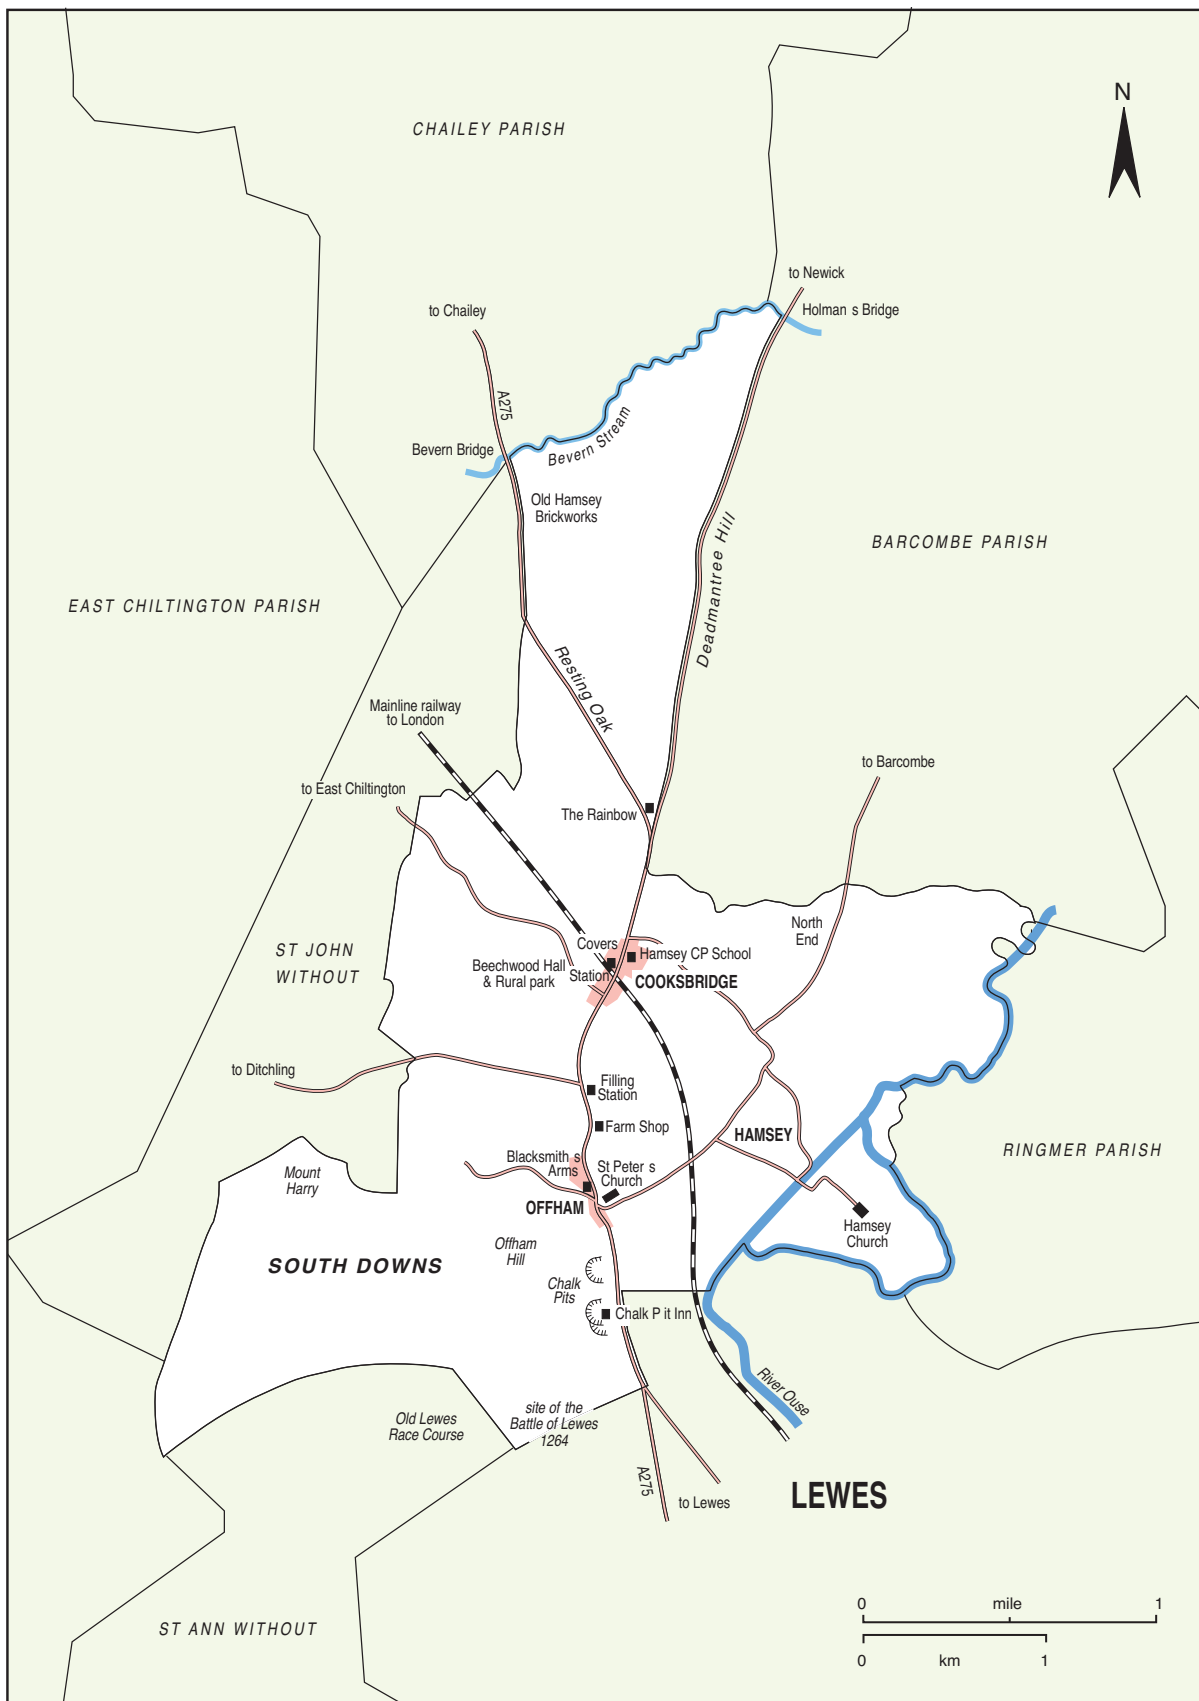 CHAILEY PARISH
N
to Newick
Holman s Bridge
to Chailey
A275
Bevern Bridge
Bevern Stream
Old Hamsey
Brickworks
Deadmantree Hill
BARCOMBE PARISH
EAST CHILTINGTON PARISH
Resting Oak
Mainline railway
to London
to East Chiltington
to Barcombe
The Rainbow
North
End
ST JOHN
WITHOUT
Covers
Hamsey CP School
Beechwood Hall
& Rural park
Station
COOKSBRIDGE
to Ditchling
Filling
Station
Farm Shop
HAMSEY
RINGMER PARISH
Blacksmith s
Arms
St Peter s
Church
Mount
Harry
OFFHAM
Hamsey
Church
Offham
Hill
SOUTH DOWNS
Chalk
Pits
Chalk P it Inn
River Ouse
site of the
Battle of Lewes
1264
Old Lewes
Race Course
A275
to Lewes
LEWES
0 mile 1
0 km 1
ST ANN WITHOUT